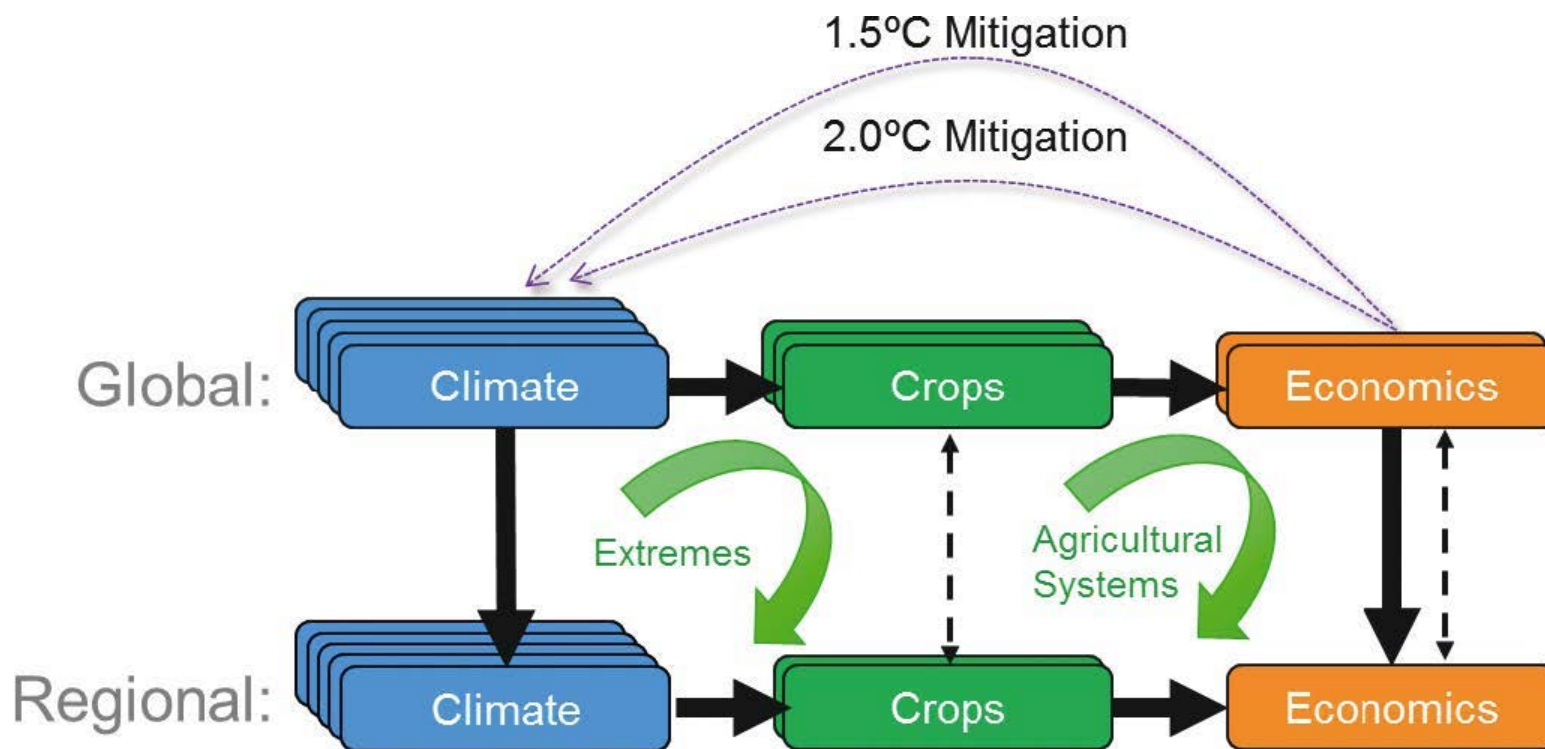 1.5ºC Mitigation
2.0ºC Mitigation
Global:
Climate
Crops
Economics
Extremes
Agricultural
Systems
Regional:
Climate
Crops
Economics